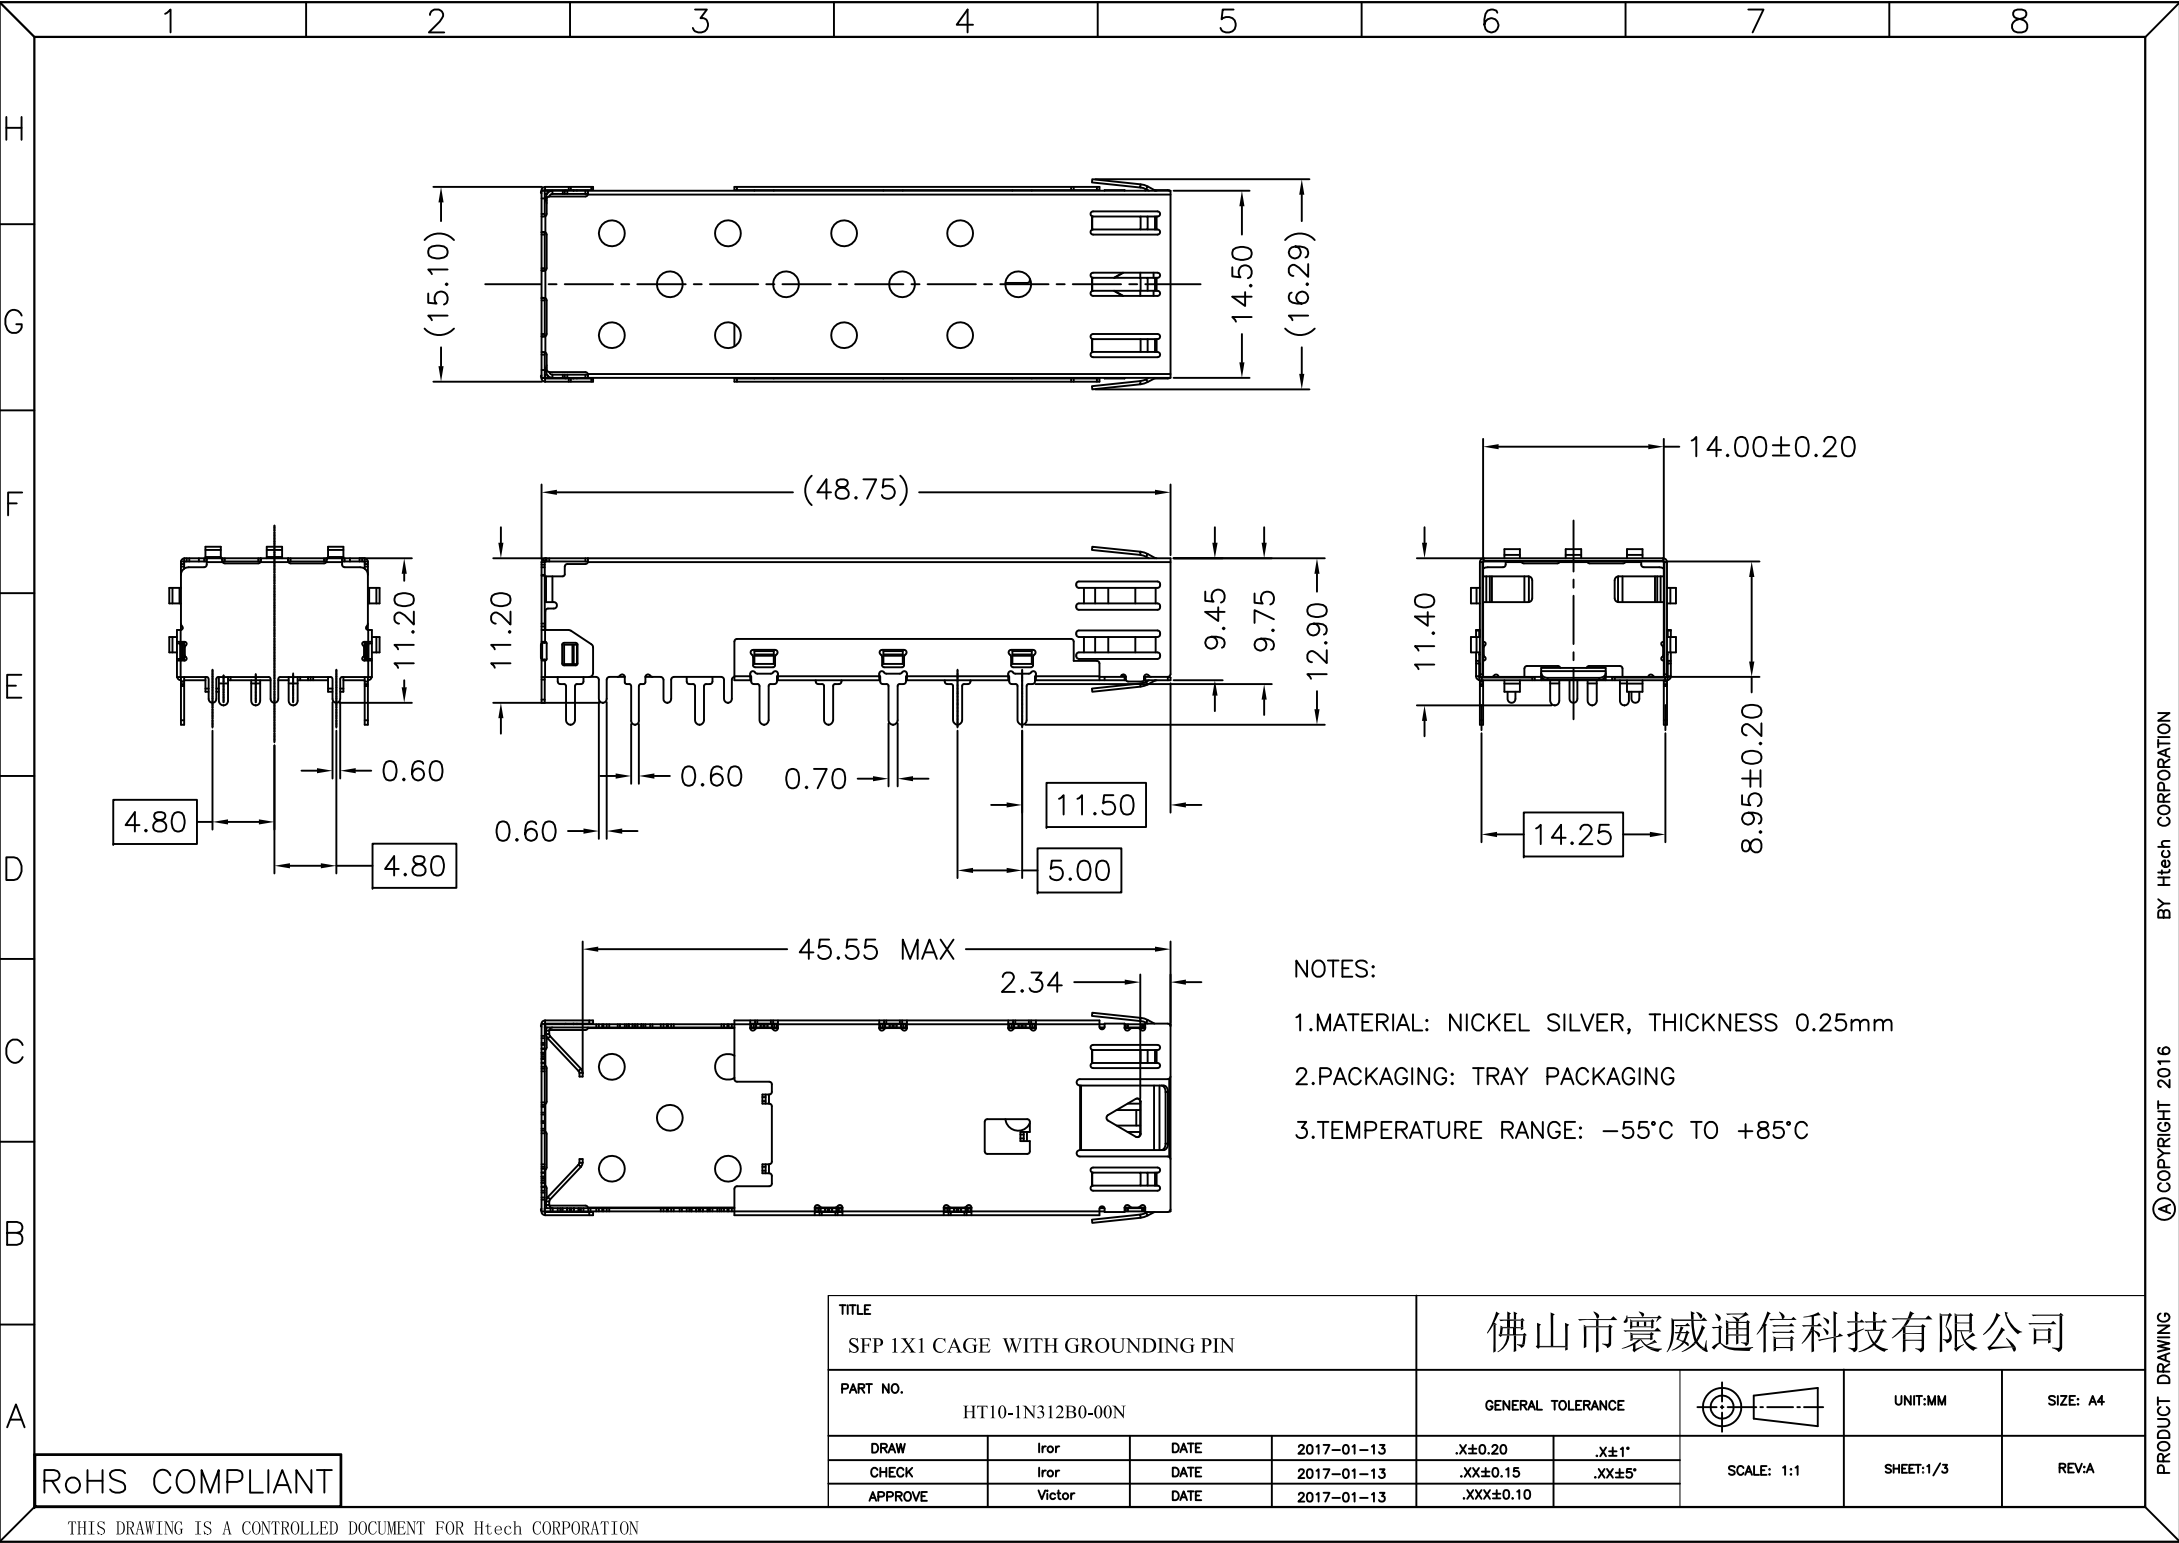 1 2 3 4 5 6 7 8
H
G
F
E
D
C
B
A
(15.10)
14.50
(16.29)
(48.75)
14.00±0.20
11.20
11.20
9.45
9.75
12.90
11.40
8.95±0.20
0.60
0.60
0.70
0.60
4.80
4.80
11.50
5.00
14.25
45.55 MAX
2.34
NOTES:
1.MATERIAL: NICKEL SILVER, THICKNESS 0.25mm
2.PACKAGING: TRAY PACKAGING
3.TEMPERATURE RANGE: -55°C TO +85°C
TITLE
SFP 1X1 CAGE WITH GROUNDING PIN
佛山市寰威通信科技有限公司
PART NO.
HT10-1N312B0-00N
GENERAL TOLERANCE
UNIT:MM
SIZE: A4
DRAW Iror DATE 2017-01-13 .X±0.20 .X±1°
CHECK Iror DATE 2017-01-13 .XX±0.15 .XX±5°
APPROVE Victor DATE 2017-01-13 .XXX±0.10
SCALE: 1:1
SHEET:1/3
REV:A
RoHS COMPLIANT
THIS DRAWING IS A CONTROLLED DOCUMENT FOR Htech CORPORATION
PRODUCT DRAWING Ⓐ COPYRIGHT 2016 BY Htech CORPORATION